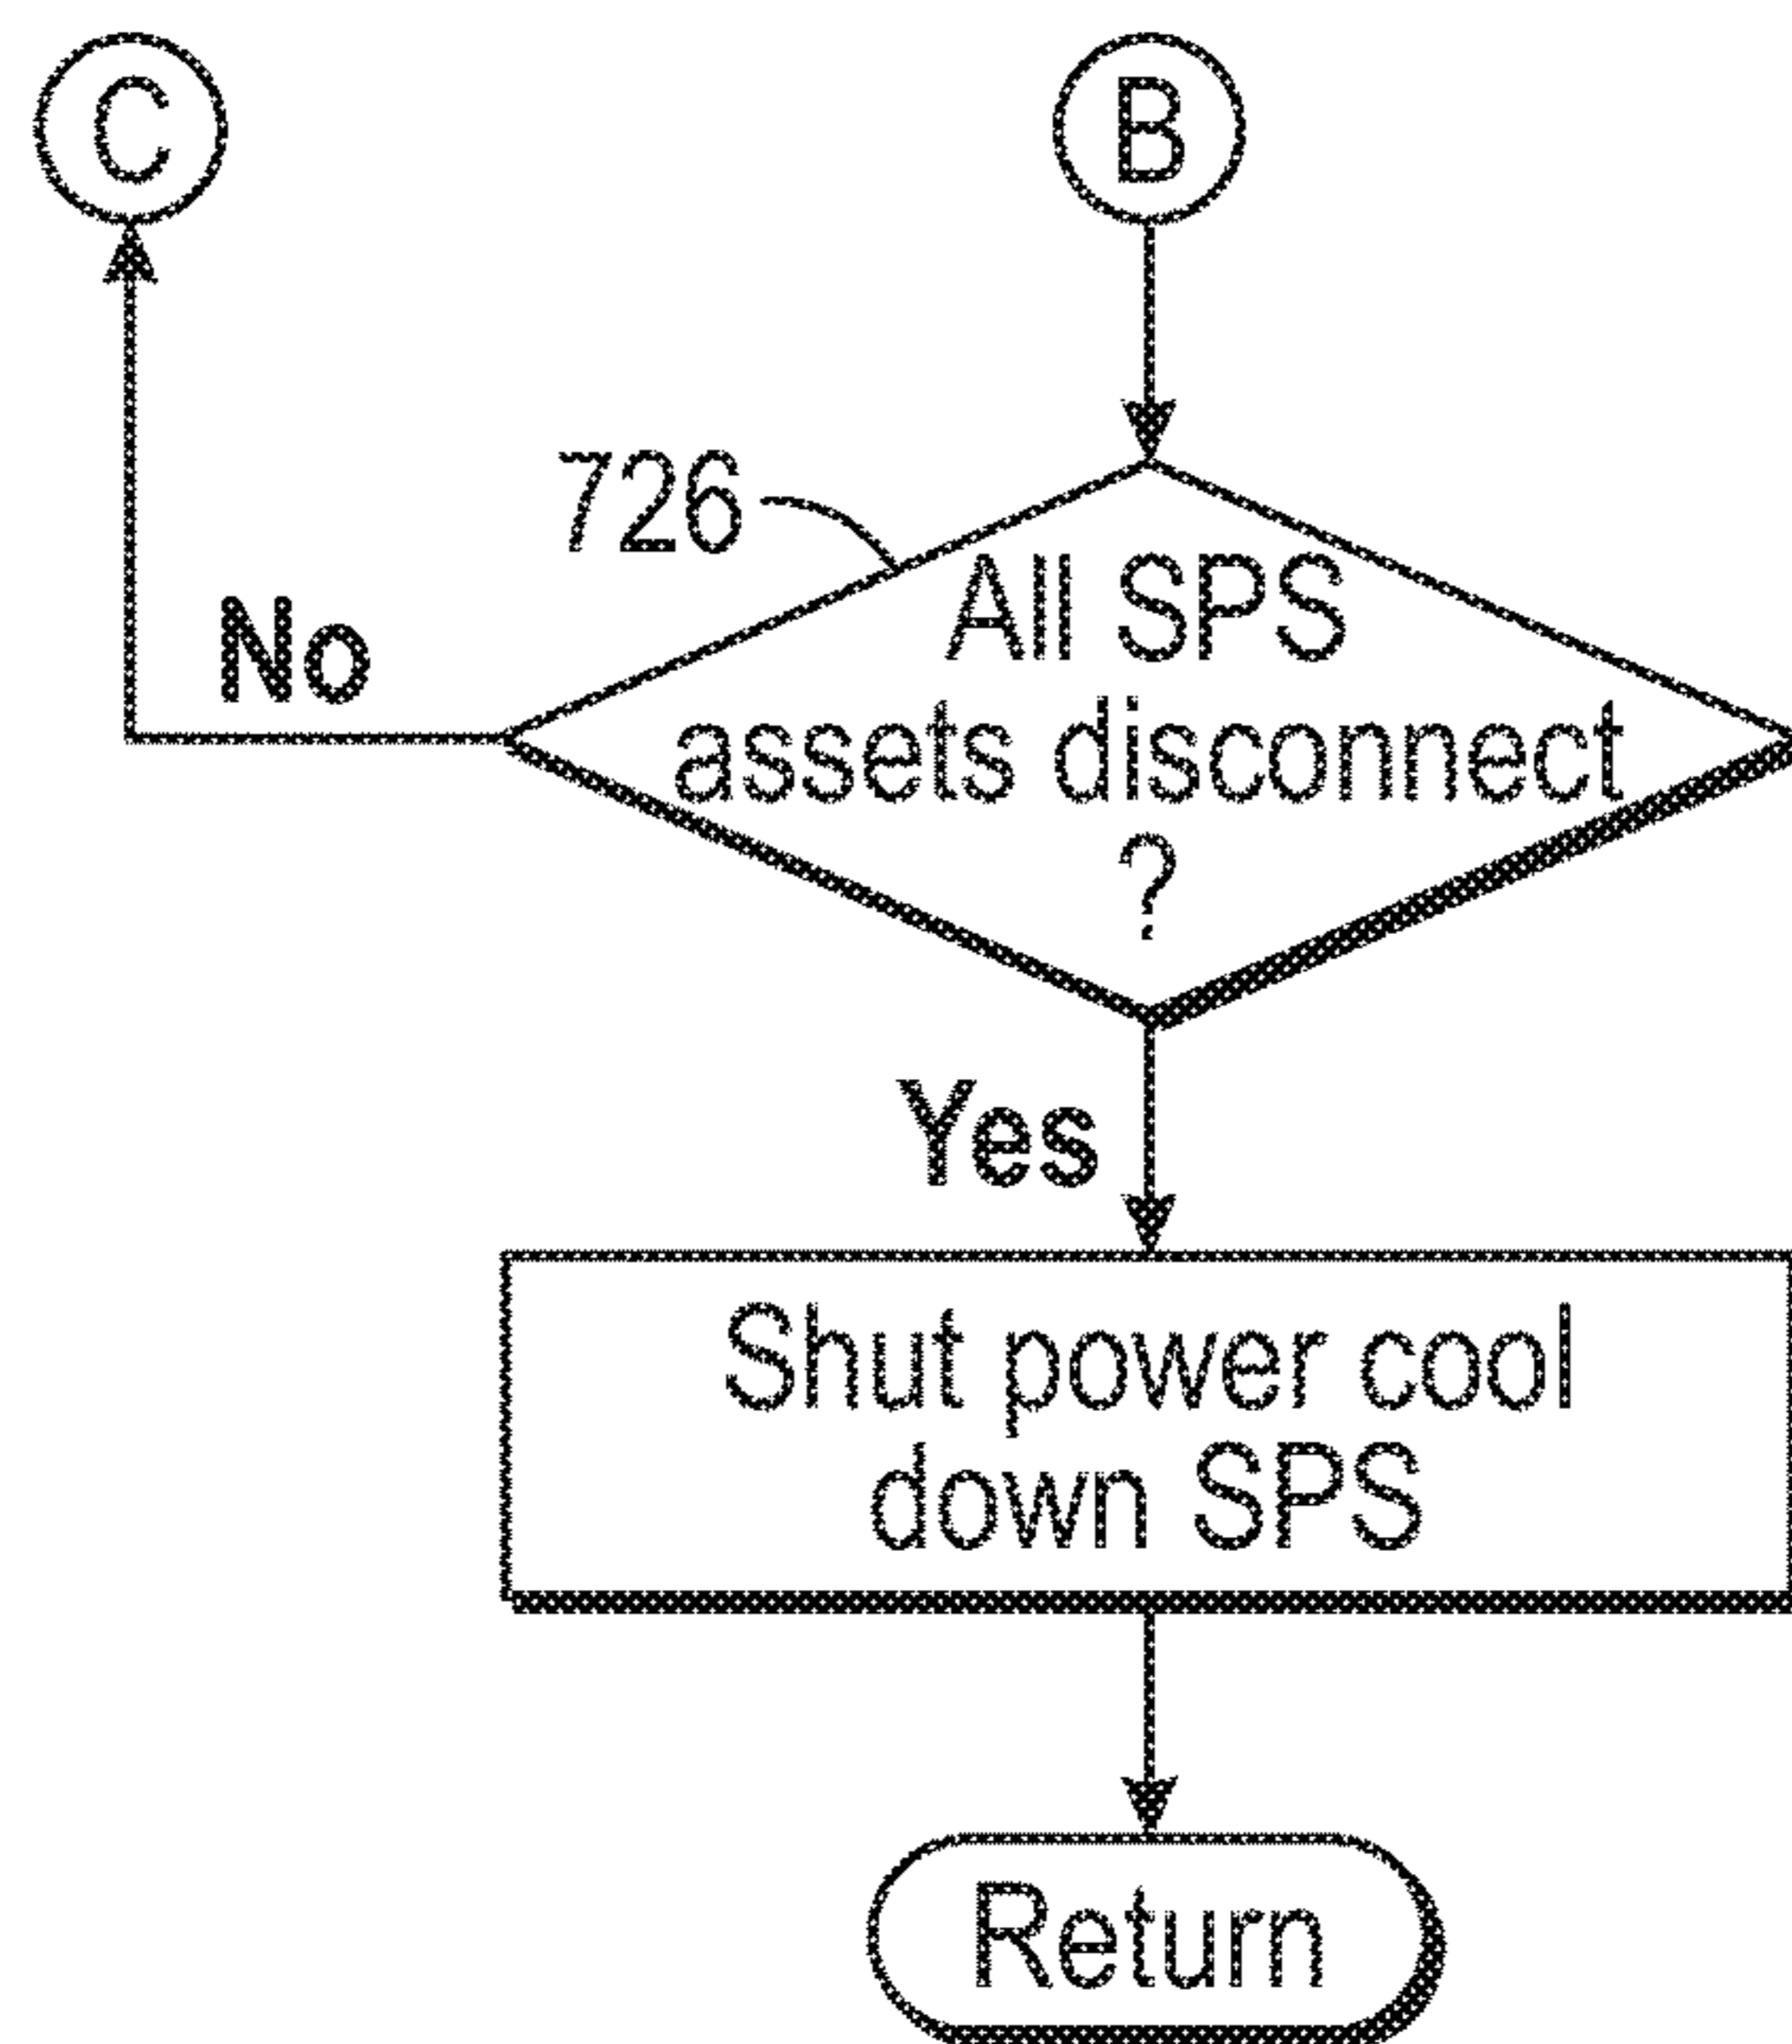 C
B
726
All SPS
assets disconnect
?
No
Yes
Shut power cool
down SPS
Return